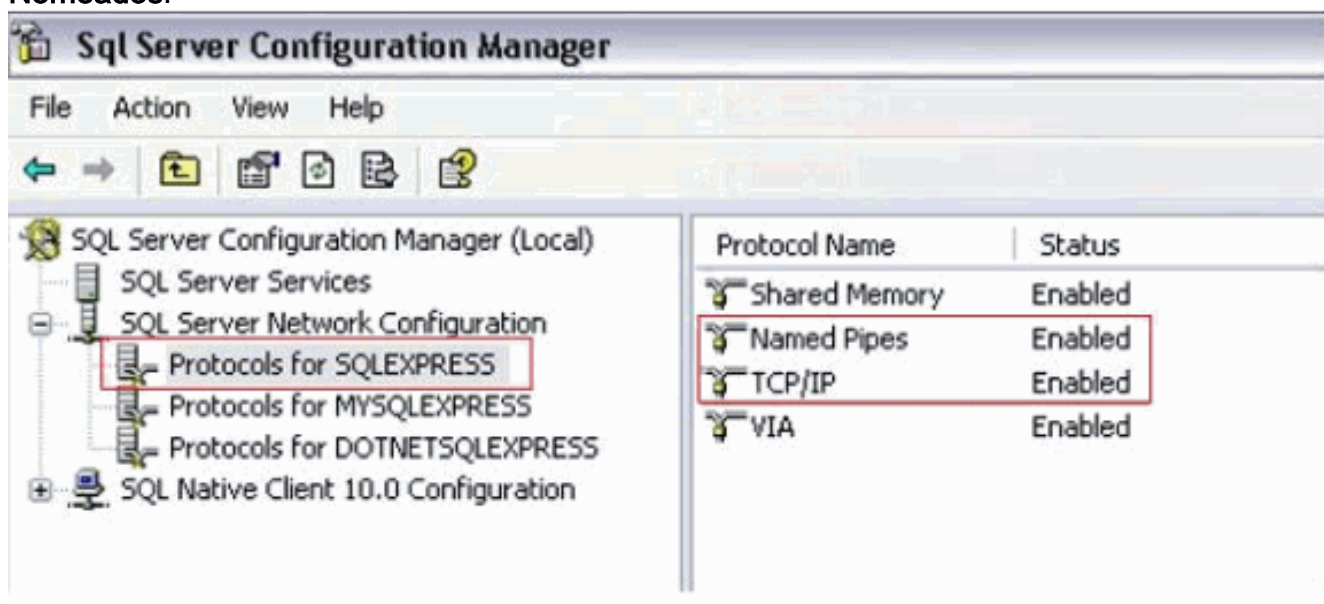 Nomeados.
Sql Server Configuration Manager
File Action View Help
SQL Server Configuration Manager (Local)
SQL Server Services
SQL Server Network Configuration
Protocols for SQLEXPRESS
Protocols for MYSQLEXPRESS
Protocols for DOTNETSQLEXPRESS
SQL Native Client 10.0 Configuration
Protocol Name Status
Shared Memory Enabled
Named Pipes Enabled
TCP/IP Enabled
VIA Enabled